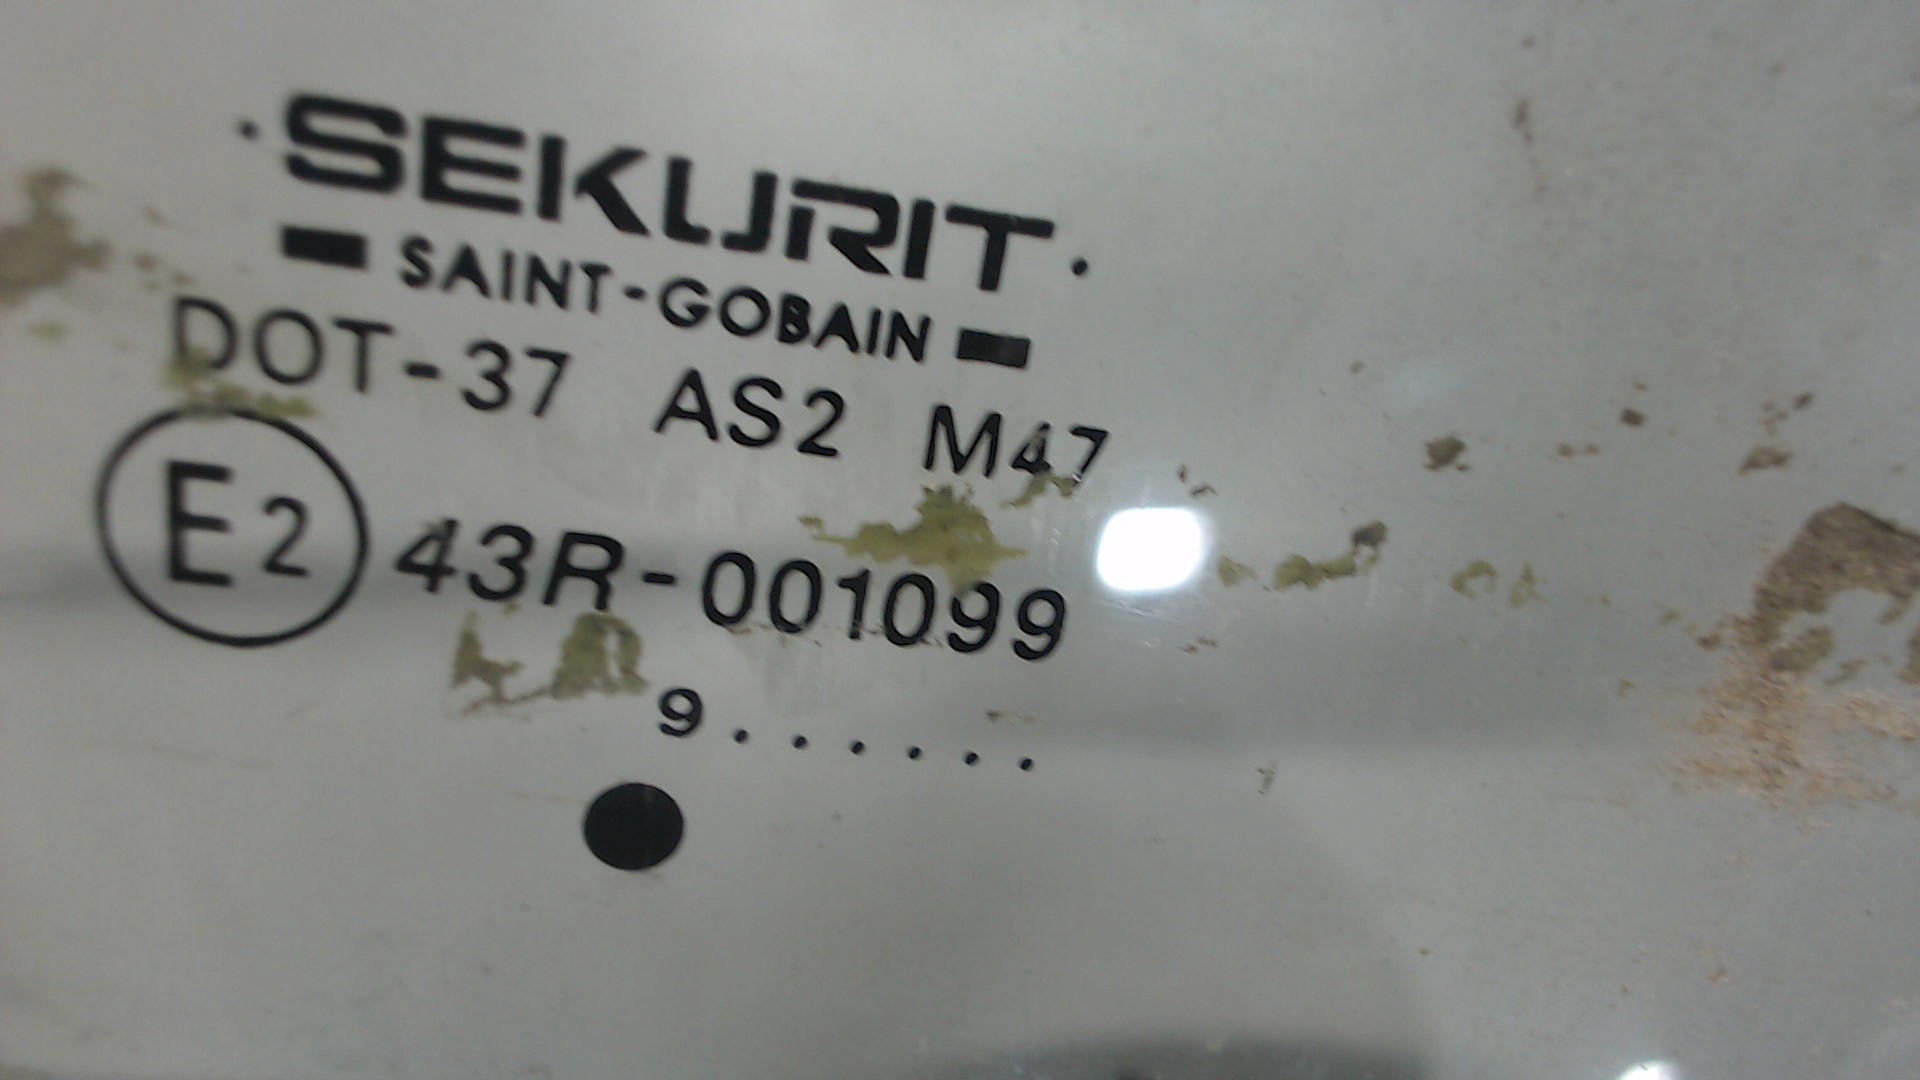 ·SEKURIT·
SAINT-GOBAIN
DOT-37 AS2 M47
E2 43R-001099
9......